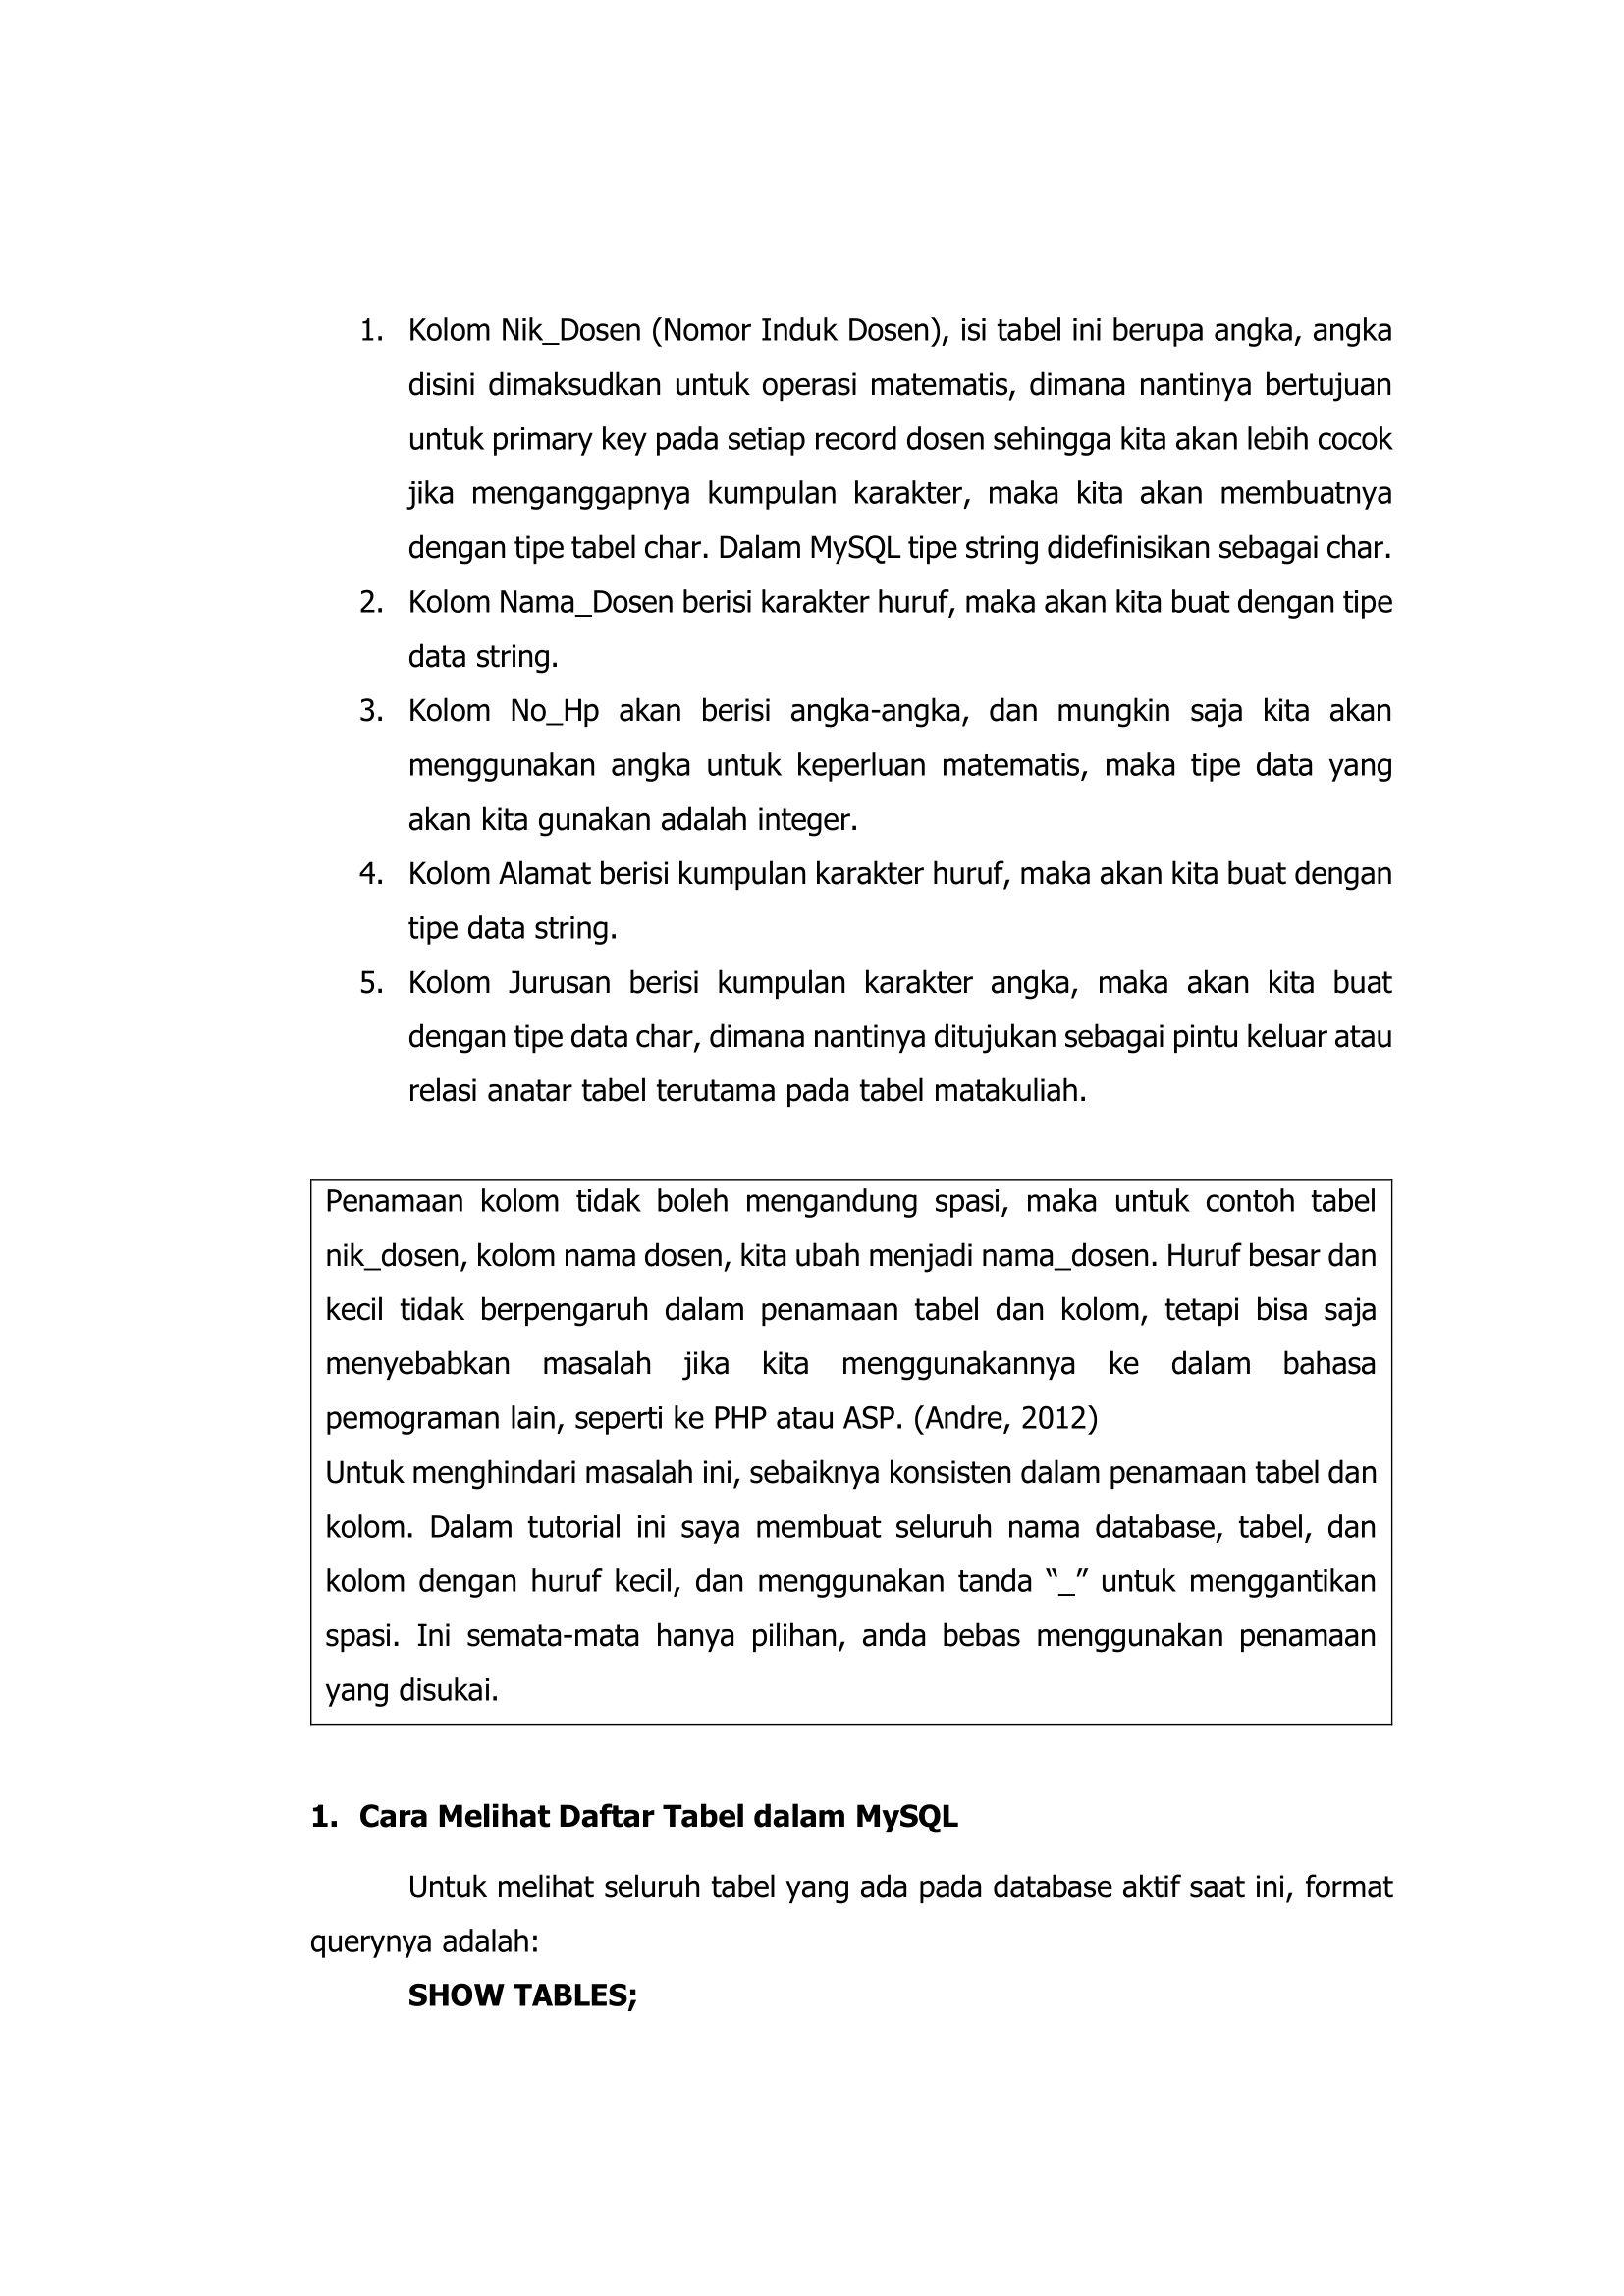 1. Kolom Nik_Dosen (Nomor Induk Dosen), isi tabel ini berupa angka, angka
disini dimaksudkan untuk operasi matematis, dimana nantinya bertujuan
untuk primary key pada setiap record dosen sehingga kita akan lebih cocok
jika menganggapnya kumpulan karakter, maka kita akan membuatnya
dengan tipe tabel char. Dalam MySQL tipe string didefinisikan sebagai char.
2. Kolom Nama_Dosen berisi karakter huruf, maka akan kita buat dengan tipe
data string.
3. Kolom No_Hp akan berisi angka-angka, dan mungkin saja kita akan
menggunakan angka untuk keperluan matematis, maka tipe data yang
akan kita gunakan adalah integer.
4. Kolom Alamat berisi kumpulan karakter huruf, maka akan kita buat dengan
tipe data string.
5. Kolom Jurusan berisi kumpulan karakter angka, maka akan kita buat
dengan tipe data char, dimana nantinya ditujukan sebagai pintu keluar atau
relasi anatar tabel terutama pada tabel matakuliah.
Penamaan kolom tidak boleh mengandung spasi, maka untuk contoh tabel
nik_dosen, kolom nama dosen, kita ubah menjadi nama_dosen. Huruf besar dan
kecil tidak berpengaruh dalam penamaan tabel dan kolom, tetapi bisa saja
menyebabkan masalah jika kita menggunakannya ke dalam bahasa
pemograman lain, seperti ke PHP atau ASP. (Andre, 2012)
Untuk menghindari masalah ini, sebaiknya konsisten dalam penamaan tabel dan
kolom. Dalam tutorial ini saya membuat seluruh nama database, tabel, dan
kolom dengan huruf kecil, dan menggunakan tanda “_” untuk menggantikan
spasi. Ini semata-mata hanya pilihan, anda bebas menggunakan penamaan
yang disukai.
1. Cara Melihat Daftar Tabel dalam MySQL
Untuk melihat seluruh tabel yang ada pada database aktif saat ini, format
querynya adalah:
SHOW TABLES;